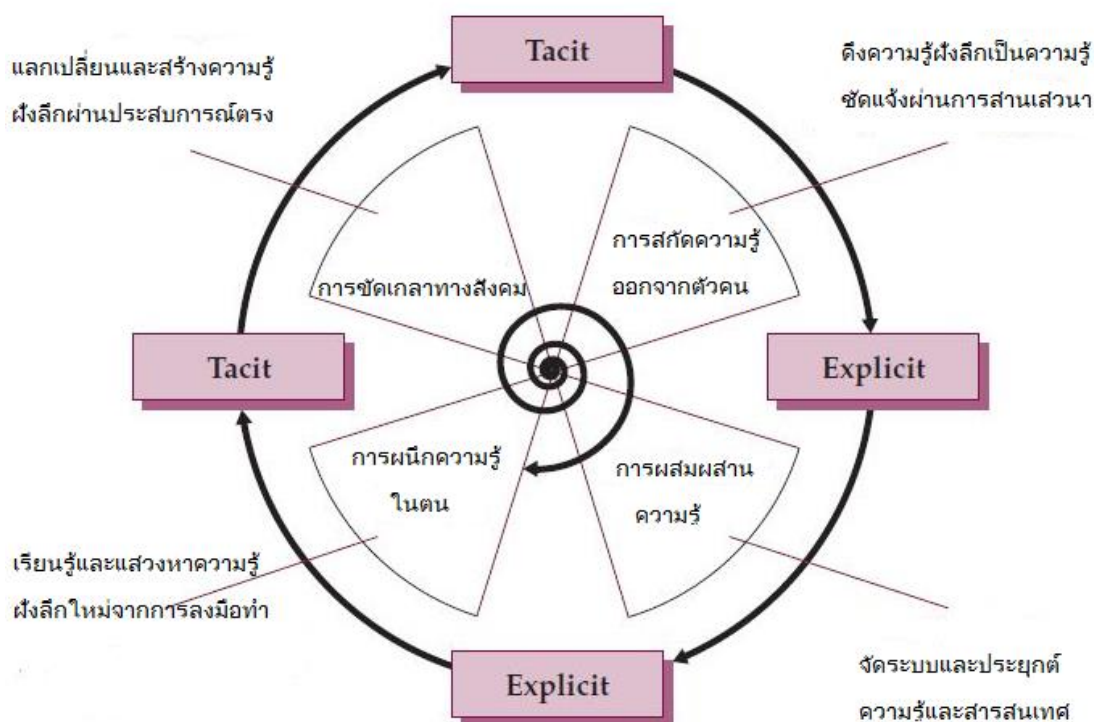 Tacit
แลกเปลี่ยนและสร้างความรู้
ฝังลึกผ่านประสบการณ์ตรง
ดึงความรู้ฝังลึกเป็นความรู้
ชัดแจ้งผ่านการสานเสวนา
การขัดเกลาทางสังคม
การสกัดความรู้
ออกจากตัวคน
Tacit
Explicit
การผนึกความรู้
ในตน
การผสมผสาน
ความรู้
เรียนรู้และแสวงหาความรู้
ฝังลึกใหม่จากการลงมือทำ
Explicit
จัดระบบและประยุกต์
ความรู้และสารสนเทศ